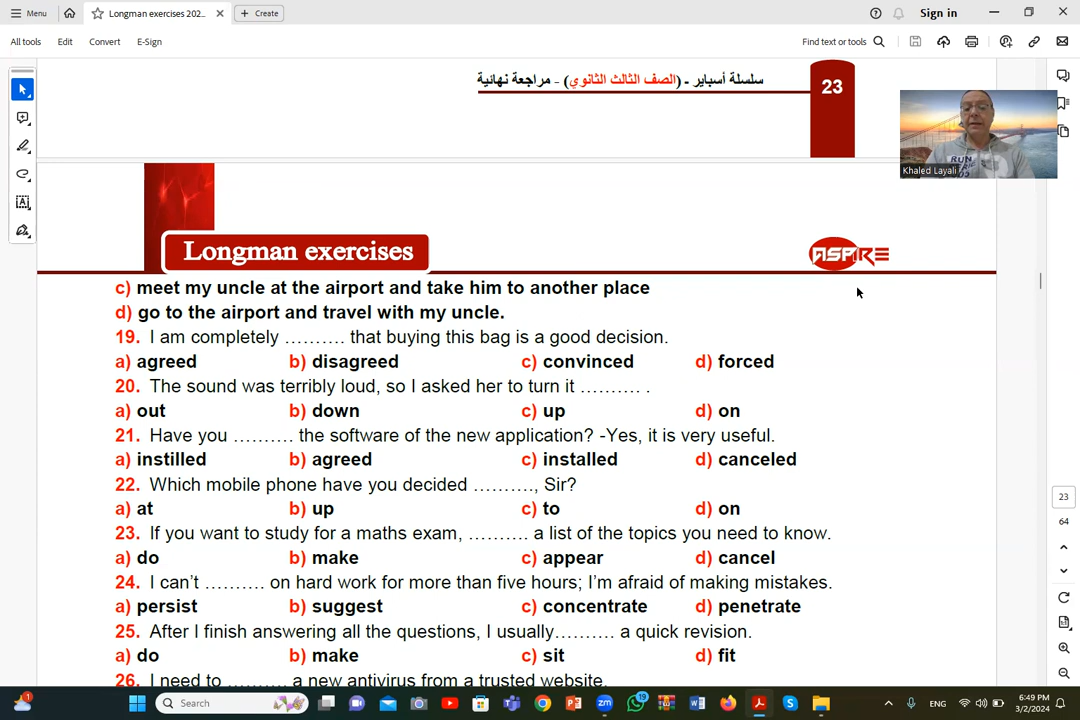 Menu
Longman exercises 202...
Create
Sign in
All tools
Edit
Convert
E-Sign
Find text or tools
سلسلة أسباير ـ (الصف الثالث الثانوي) - مراجعة نهائية
23
Khaled Layali
Longman exercises
ASPIRE
c) meet my uncle at the airport and take him to another place
d) go to the airport and travel with my uncle.
19. I am completely .......... that buying this bag is a good decision.
a) agreed b) disagreed c) convinced d) forced
20. The sound was terribly loud, so I asked her to turn it .......... .
a) out b) down c) up d) on
21. Have you .......... the software of the new application? -Yes, it is very useful.
a) instilled b) agreed c) installed d) canceled
22. Which mobile phone have you decided .........., Sir?
a) at b) up c) to d) on
23. If you want to study for a maths exam, .......... a list of the topics you need to know.
a) do b) make c) appear d) cancel
24. I can't .......... on hard work for more than five hours; I'm afraid of making mistakes.
a) persist b) suggest c) concentrate d) penetrate
25. After I finish answering all the questions, I usually.......... a quick revision.
a) do b) make c) sit d) fit
26. I need to .......... a new antivirus from a trusted website.
23
64
1
Search
19
ENG
6:49 PM
3/2/2024